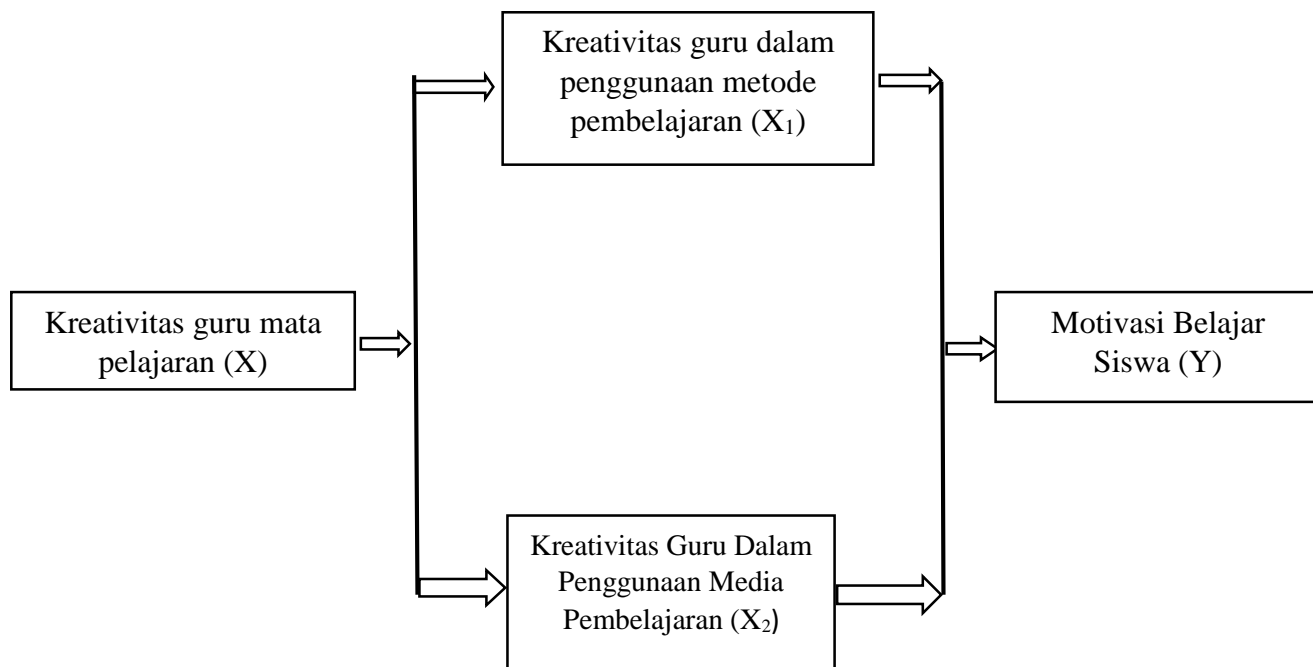 Kreativitas guru dalam
penggunaan metode
pembelajaran (X₁)
Kreativitas guru mata
pelajaran (X)
Motivasi Belajar
Siswa (Y)
Kreativitas Guru Dalam
Penggunaan Media
Pembelajaran (X₂)